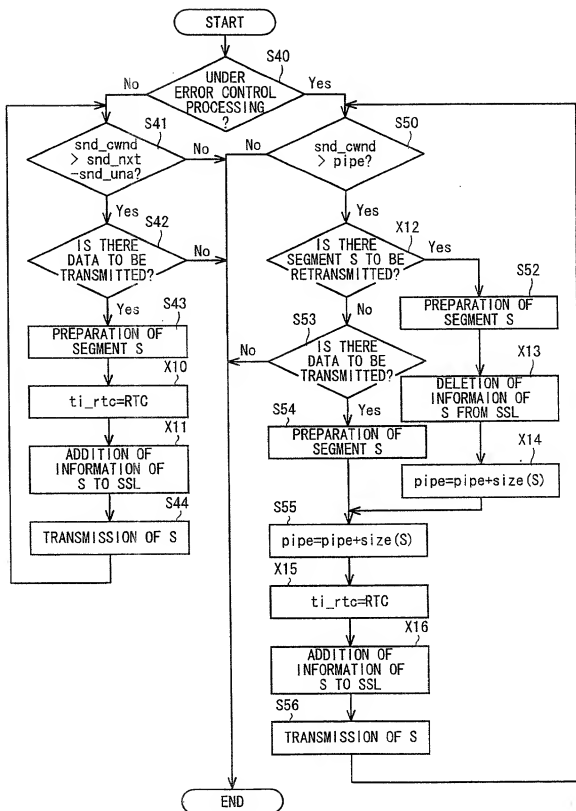 START
S40
UNDER
ERROR CONTROL
PROCESSING
?
No
Yes
S41
snd_cwnd
> snd_nxt
-snd_una?
No
Yes
S42
IS THERE
DATA TO BE
TRANSMITTED?
No
Yes
S43
PREPARATION OF
SEGMENT S
X10
ti_rtc=RTC
X11
ADDITION OF
INFORMATION OF
S TO SSL
S44
TRANSMISSION OF S
S50
snd_cwnd
> pipe?
No
Yes
X12
IS THERE
SEGMENT S TO BE
RETRANSMITTED?
Yes
No
S52
PREPARATION OF
SEGMENT S
X13
DELETION OF
INFORMAION OF
S FROM SSL
X14
pipe=pipe+size(S)
S53
IS THERE
DATA TO BE
TRANSMITTED?
No
Yes
S54
PREPARATION OF
SEGMENT S
S55
pipe=pipe+size(S)
X15
ti_rtc=RTC
X16
ADDITION OF
INFORMATION OF
S TO SSL
S56
TRANSMISSION OF S
END